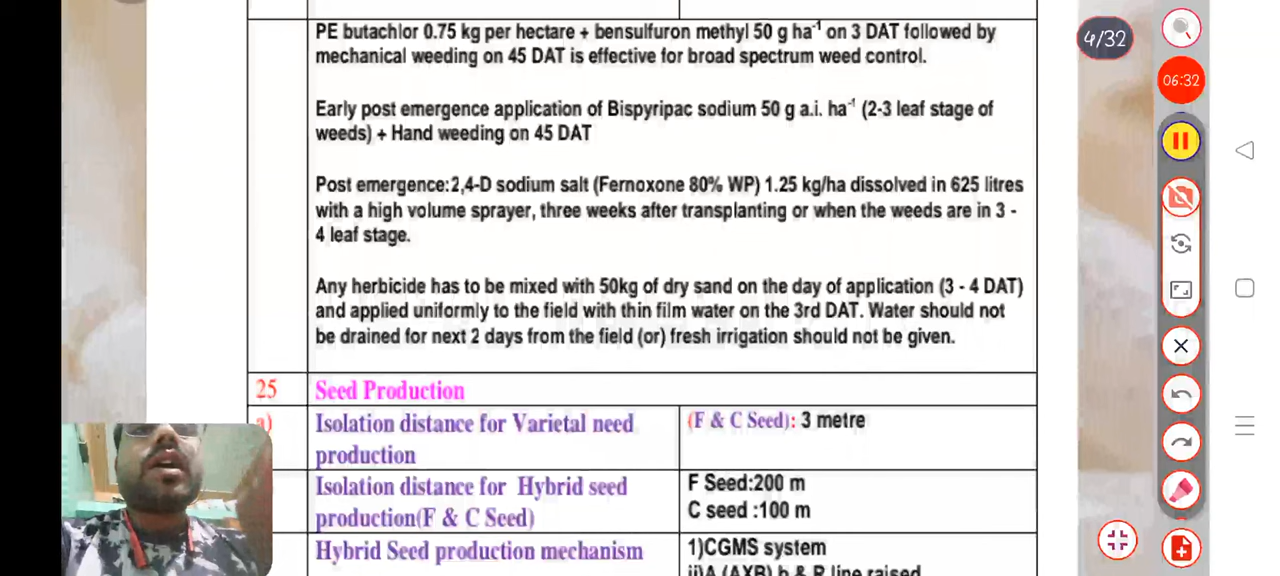 PE butachlor 0.75 kg per hectare + bensulfuron methyl 50 g ha⁻¹ on 3 DAT followed by
mechanical weeding on 45 DAT is effective for broad spectrum weed control.
Early post emergence application of Bispyripac sodium 50 g a.i. ha⁻¹ (2-3 leaf stage of
weeds) + Hand weeding on 45 DAT
Post emergence:2,4-D sodium salt (Fernoxone 80% WP) 1.25 kg/ha dissolved in 625 litres
with a high volume sprayer, three weeks after transplanting or when the weeds are in 3 -
4 leaf stage.
Any herbicide has to be mixed with 50kg of dry sand on the day of application (3 - 4 DAT)
and applied uniformly to the field with thin film water on the 3rd DAT. Water should not
be drained for next 2 days from the field (or) fresh irrigation should not be given.
25 Seed Production
a) Isolation distance for Varietal need (F & C Seed): 3 metre
production
Isolation distance for Hybrid seed F Seed:200 m
production(F & C Seed) C seed :100 m
Hybrid Seed production mechanism 1)CGMS system
ii)A (AXB) b & R line raised
4/32
06:32